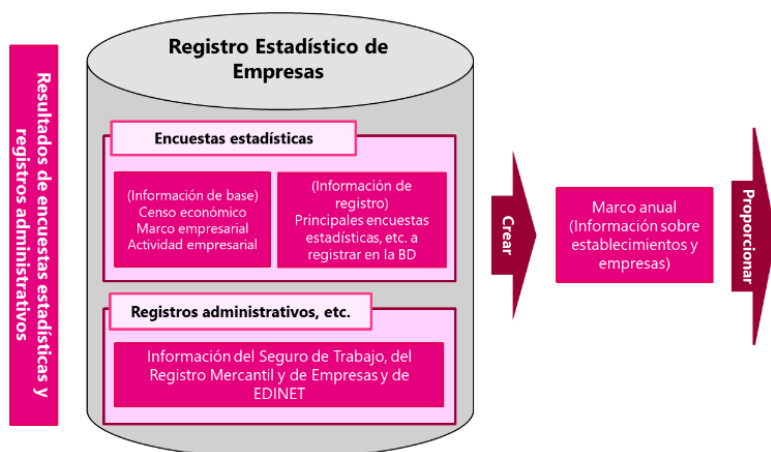 Resultados de encuestas estadísticas y
registros administrativos
Registro Estadístico de
Empresas
Encuestas estadísticas
(Información de base)
Censo económico
Marco empresarial
Actividad empresarial
(Información de
registro)
Principales encuestas
estadísticas, etc. a
registrar en la BD
Registros administrativos, etc.
Información del Seguro de Trabajo, del
Registro Mercantil y de Empresas y de
EDINET
Crear
Marco anual
(Información sobre
establecimientos y
empresas)
Proporcionar